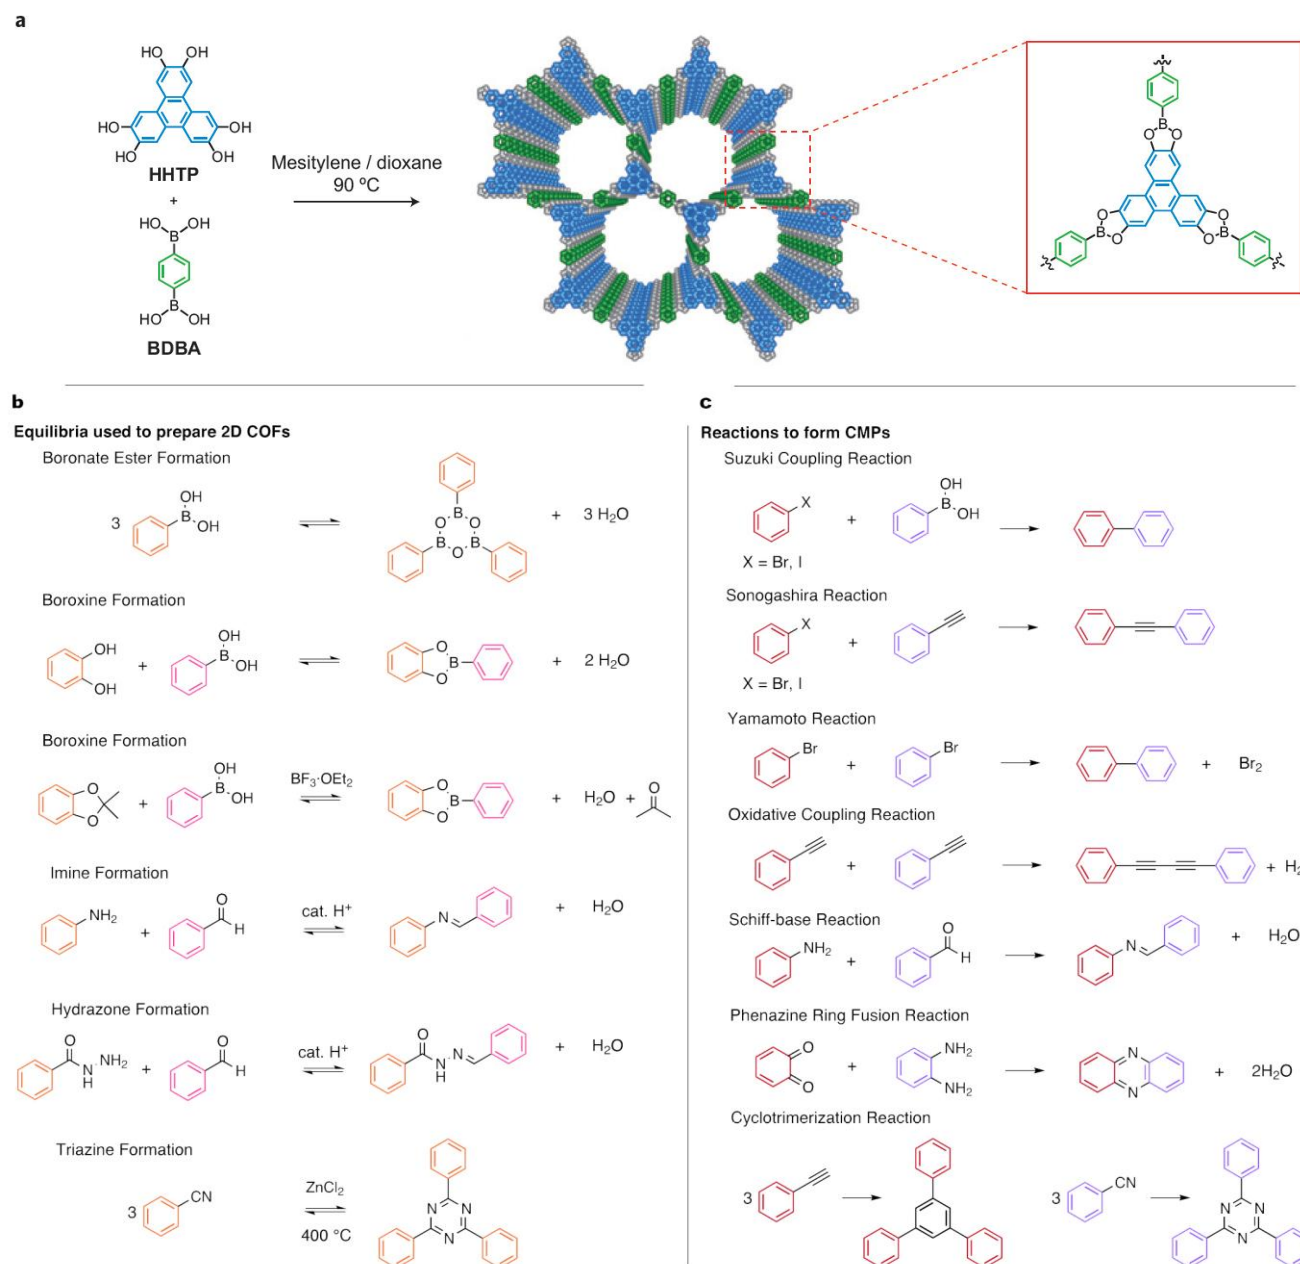 a
OH OH
HO OH
HO OH
HHTP
+
HO OH
B
B
HO OH
BDBA
Mesitylene / dioxane
90 ºC
B
O O
O O
B O O B
b
Equilibria used to prepare 2D COFs
Boronate Ester Formation
3
OH
B
OH
B
O O
B B
O
+ 3 H2O
Boroxine Formation
OH
OH
+
OH
B
OH
O
B
O
+ 2 H2O
Boroxine Formation
O
O
+
OH
B
OH
BF3·OEt2
O
B
O
+ H2O +
O
Imine Formation
NH2
+
O
H
cat. H+
N
+ H2O
Hydrazone Formation
O
NH2
N
H
+
O
H
cat. H+
O
N
N
H
+ H2O
Triazine Formation
3
CN
ZnCl2
400 °C
N N
N
c
Reactions to form CMPs
Suzuki Coupling Reaction
X
+
OH
B
OH
X = Br, I
Sonogashira Reaction
X
+
X = Br, I
Yamamoto Reaction
Br
+
Br
+ Br2
Oxidative Coupling Reaction
+
+ H2
Schiff-base Reaction
NH2
+
O
H
N
+ H2O
Phenazine Ring Fusion Reaction
O
O
+
NH2
NH2
N
N
+ 2H2O
Cyclotrimerization Reaction
3
3
CN
N N
N